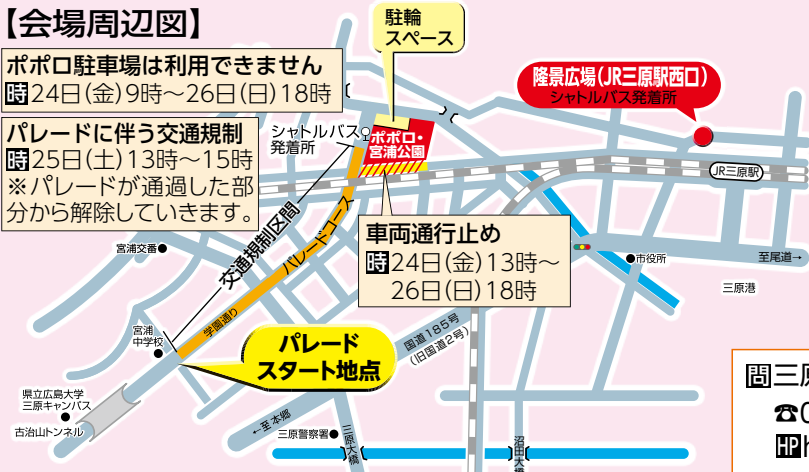 【会場周辺図】
駐輪
スペース
ポポロ駐車場は利用できません
時24日(金)9時～26日(日)18時
隆景広場(JR三原駅西口)
シャトルバス発着所
パレードに伴う交通規制
時25日(土)13時～15時
※パレードが通過した部
分から解除していきます。
シャトルバス
発着所
ポポロ・
宮浦公園
JR三原駅
車両通行止め
時24日(金)13時～
26日(日)18時
交通規制区間
パレードコース
宮浦交番
市役所
至尾道→
三原港
学園通り
宮浦
中学校
パレード
スタート地点
国道185号
(旧国道2号)
県立広島大学
三原キャンパス
古治山トンネル
←至本郷
三原警察署
三原大橋
沼田大橋
問三原
☎0
HP